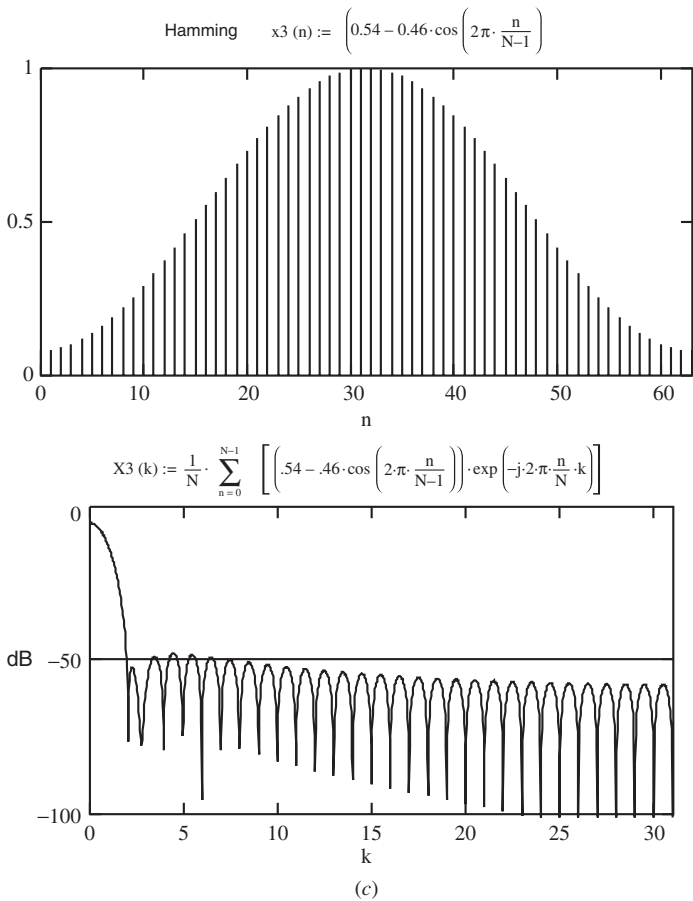 Hamming x3 (n) := (0.54 – 0.46·cos (2π· n/N–1)
1
0.5
0
0 10 20 30 40 50 60
n
X3 (k) := 1/N · N–1 ∑ n = 0 [((.54 – .46·cos (2·π· n/N–1))·exp (–j·2·π· n/N ·k)]
0
dB –50
–100
0 5 10 15 20 25 30
k
(c)